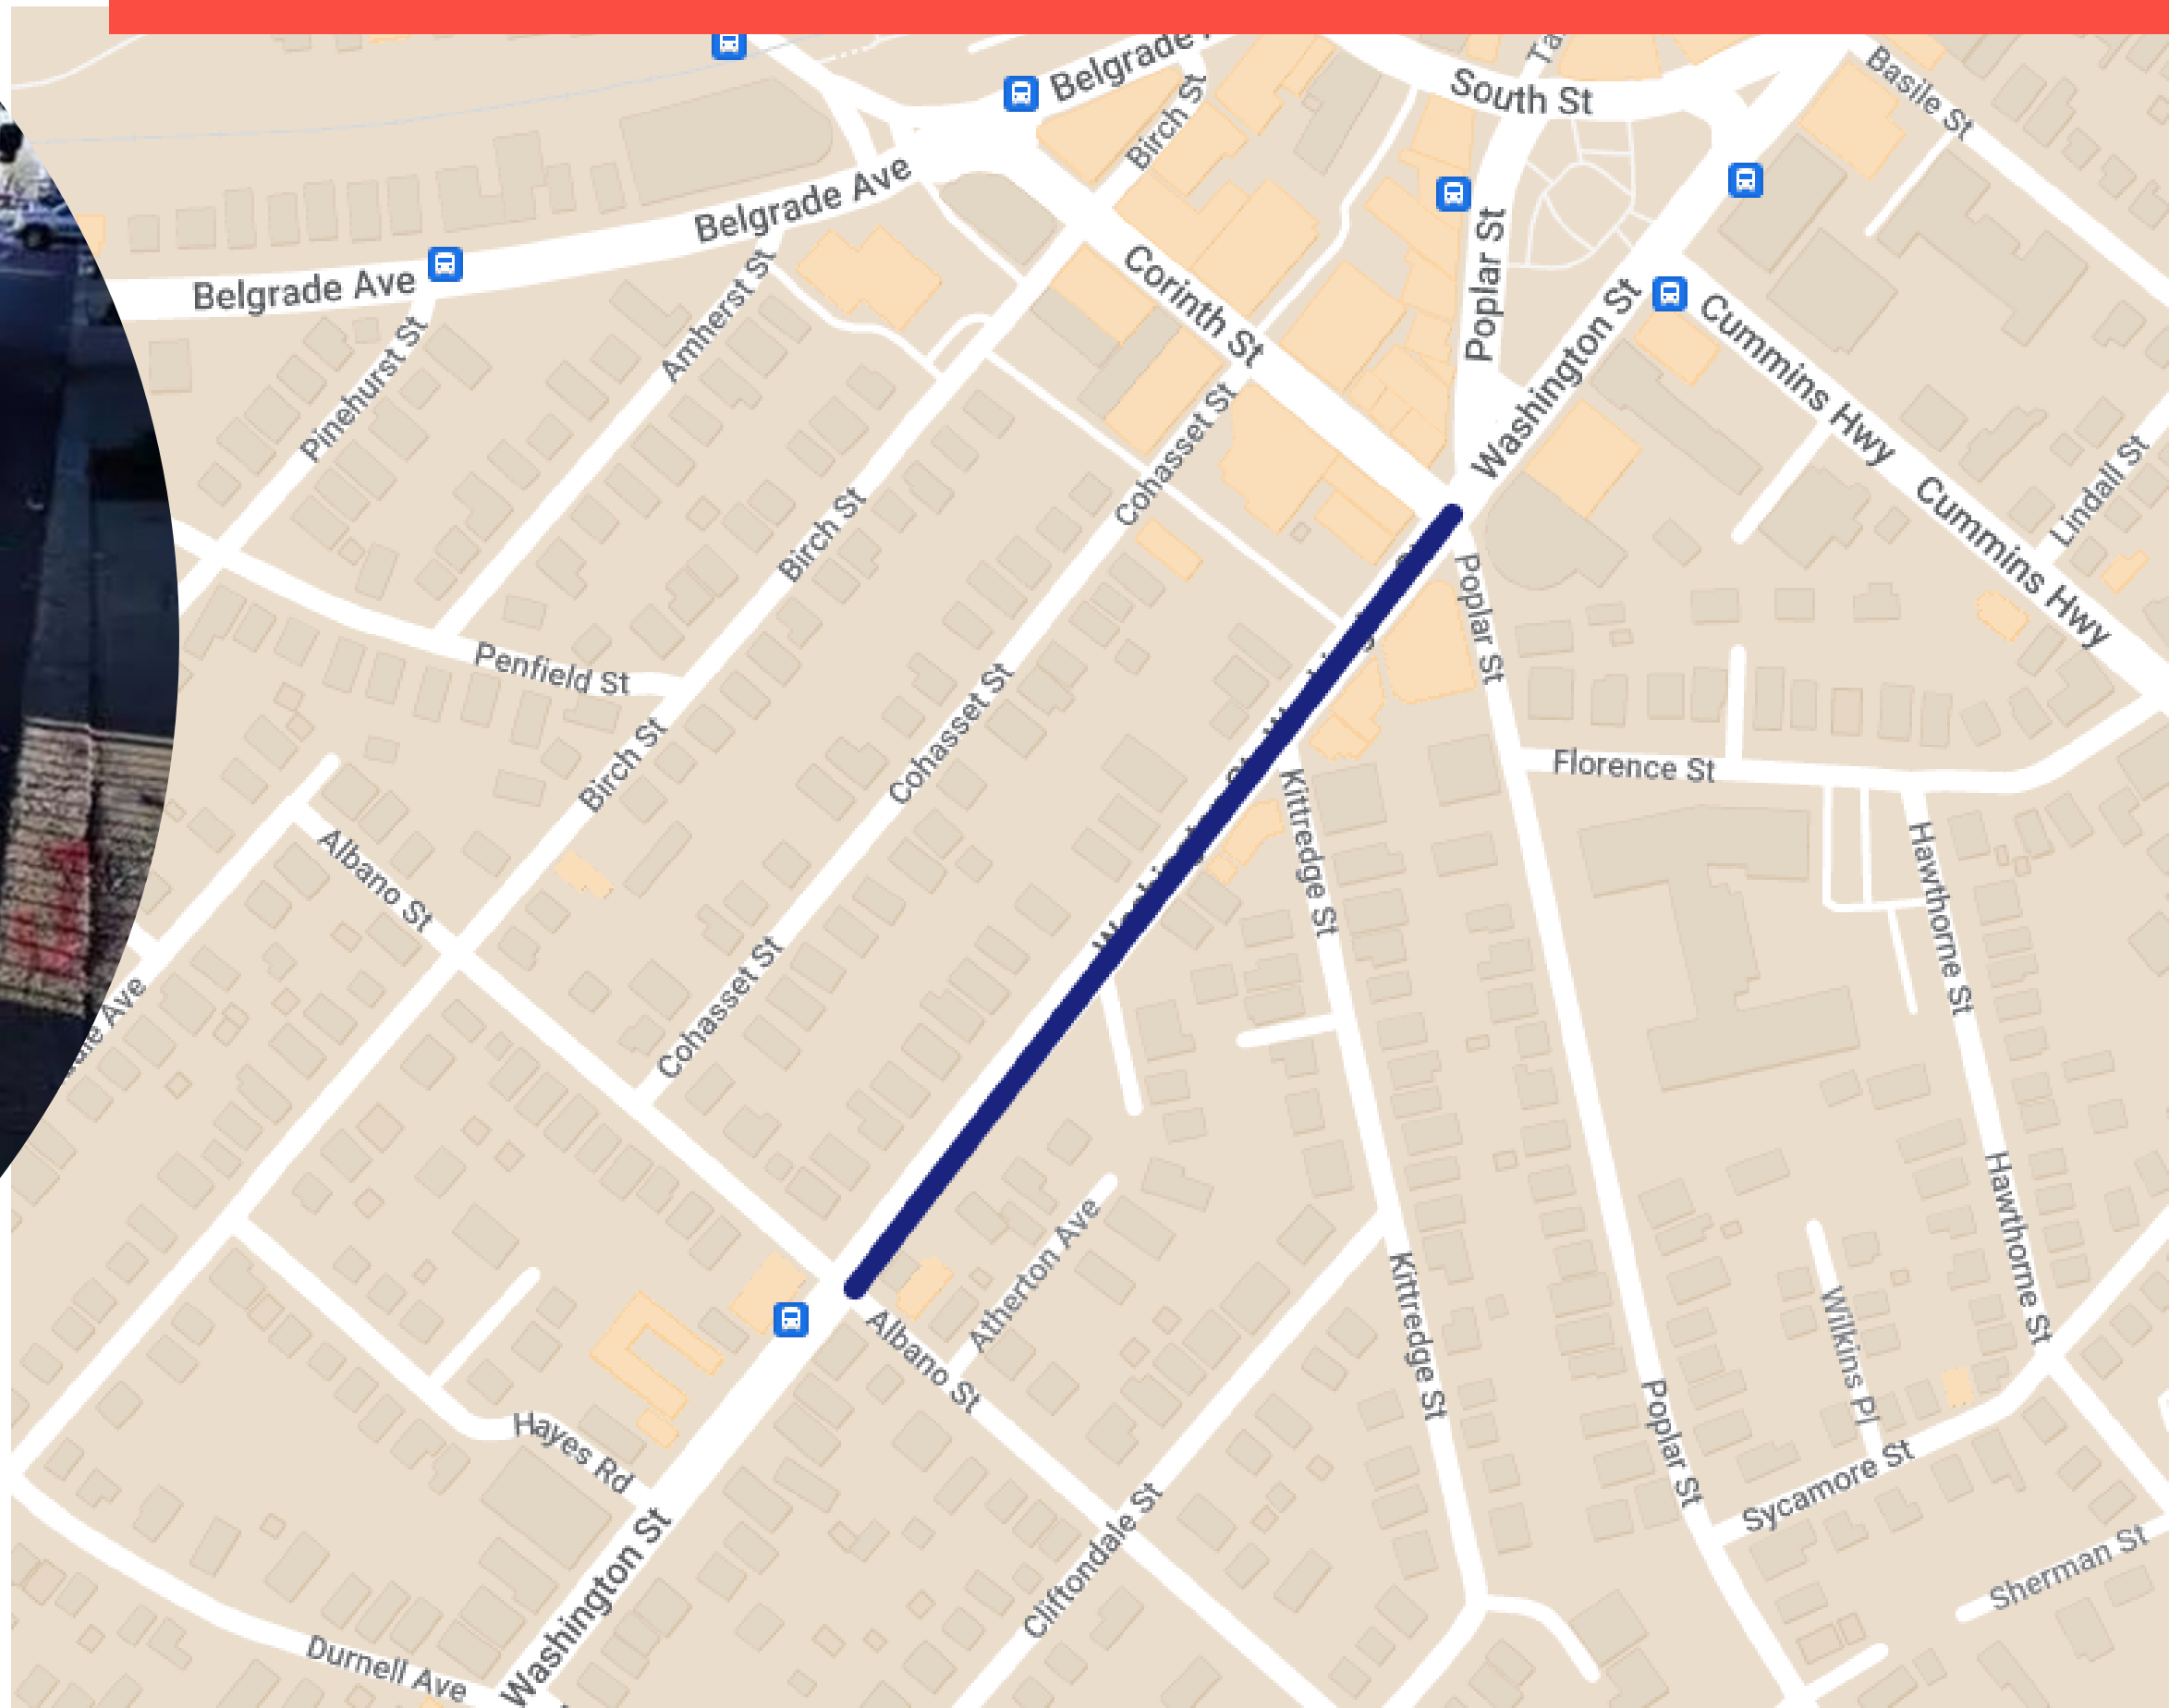 Belgrade
South St
Basile St
Birch St
Belgrade Ave
Belgrade Ave
Poplar St
Corinth St
Washington St
Cummins Hwy
Cummins Hwy
Amherst St
Pinehurst St
Cohasset St
Lindall St
Birch St
Poplar St
Penfield St
Cohasset St
Birch St
Florence St
Kittredge St
Albano St
Hawthorne St
Cohasset St
Ave
Hawthorne St
Atherton Ave
Kittredge St
Wilkins Pl
Albano St
Poplar St
Hayes Rd
Sycamore St
Cliftondale St
Washington St
Sherman St
Durnell Ave